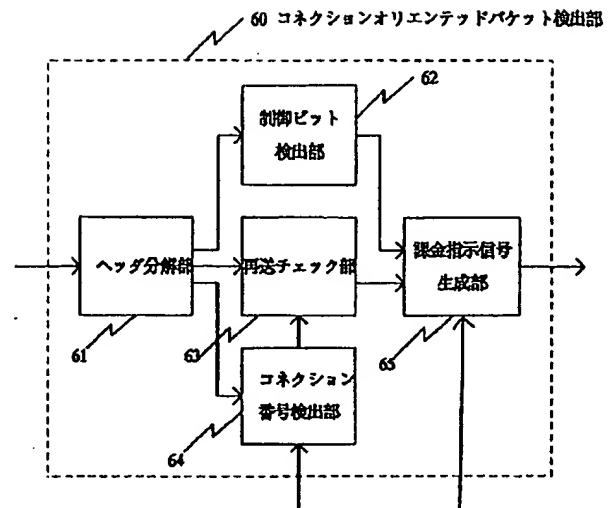 60 コネクションオリエンテッドパケット検出部
制御ビット
検出部
62
ヘッダ分解部
61
再送チェック部
63
課金指示信号
生成部
65
コネクション
番号検出部
64